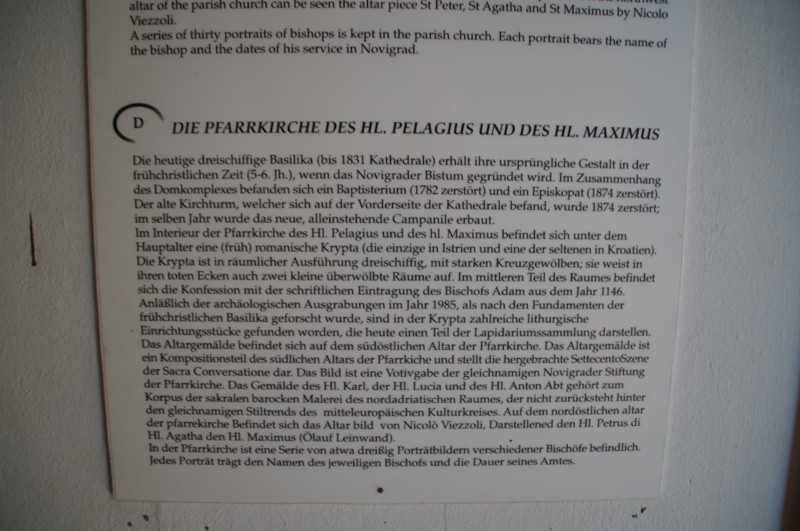 altar of the parish church can be seen the altar piece St Peter, St Agatha and St Maximus by Nicolo
Viezzoli.
A series of thirty portraits of bishops is kept in the parish church. Each portrait bears the name of
the bishop and the dates of his service in Novigrad.
D DIE PFARRKIRCHE DES HL. PELAGIUS UND DES HL. MAXIMUS
Die heutige dreischiffige Basilika (bis 1831 Kathedrale) erhält ihre ursprüngliche Gestalt in der
frühchristlichen Zeit (5-6. Jh.), wenn das Novigrader Bistum gegründet wird. Im Zusammenhang
des Domkomplexes befanden sich ein Baptisterium (1782 zerstört) und ein Episkopat (1874 zerstört).
Der alte Kirchturm, welcher sich auf der Vorderseite der Kathedrale befand, wurde 1874 zerstört;
im selben Jahr wurde das neue, alleinstehende Campanile erbaut.
Im Interieur der Pfarrkirche des Hl. Pelagius und des hl. Maximus befindet sich unter dem
Hauptalter eine (früh) romanische Krypta (die einzige in Istrien und eine der seltenen in Kroatien).
Die Krypta ist in räumlicher Ausführung dreischiffig, mit starken Kreuzgewölben; sie weist in
ihren toten Ecken auch zwei kleine überwölbte Räume auf. Im mittleren Teil des Raumes befindet
sich die Konfession mit der schriftlichen Eintragung des Bischofs Adam aus dem Jahr 1146.
Anläßlich der archäologischen Ausgrabungen im Jahr 1985, als nach den Fundamenten der
frühchristlichen Basilika geforscht wurde, sind in der Krypta zahlreiche lithurgische
Einrichtungsstücke gefunden worden, die heute einen Teil der Lapidariumssammlung darstellen.
Das Altargemälde befindet sich auf dem südöstlichen Altar der Pfarrkirche. Das Altargemälde ist
ein Kompositionsteil des südlichen Altars der Pfarrkiche und stellt die hergebrachte SettecentoSzene
der Sacra Conversatione dar. Das Bild ist eine Votivgabe der gleichnamigen Novigrader Stiftung
der Pfarrkirche. Das Gemälde des Hl. Karl, der Hl. Lucia und des Hl. Anton Abt gehört zum
Korpus der sakralen barocken Malerei des nordadriatischen Raumes, der nicht zurücksteht hinter
den gleichnamigen Stiltrends des mitteleuropäischen Kulturkreises. Auf dem nordöstlichen altar
der pfarrekirche Befindet sich das Altar bild von Nicolò Viezzoli, Darstellened den Hl. Petrus di
Hl. Agatha den Hl. Maximus (Ölauf Leinwand).
In der Pfarrkirche ist eine Serie von atwa dreißig Porträtbildern verschiedener Bischöfe befindlich.
Jedes Porträt trägt den Namen des jeweiligen Bischofs und die Dauer seines Amtes.